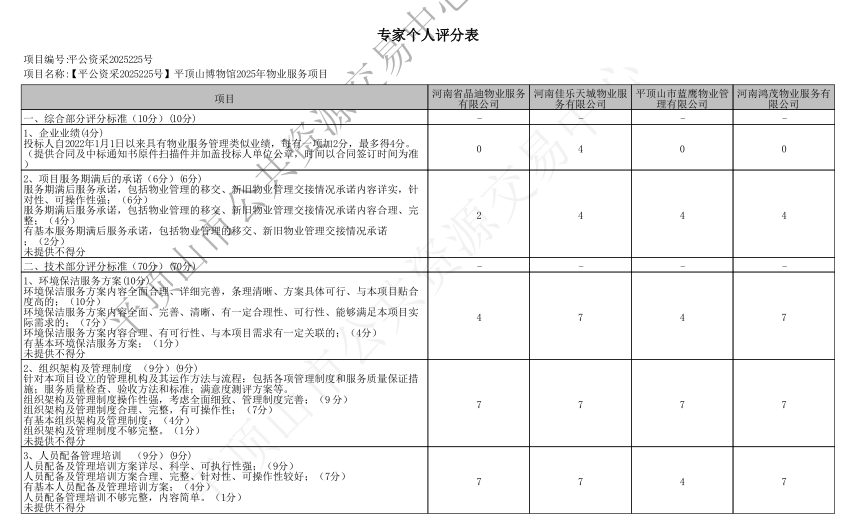 专家个人评分表
项目编号:平公资采2025225号
项目名称:【平公资采2025225号】平顶山博物馆2025年物业服务项目
项目
河南省品迪物业服务
有限公司
河南佳乐天城物业服
务有限公司
平顶山市蓝鹰物业管
理有限公司
河南鸿茂物业服务有
限公司
一、综合部分评分标准（10分）(10分)
－ － － －
1、企业业绩(4分)
投标人自2022年1月1日以来具有物业服务管理类似业绩，每有一项加2分，最多得4分。
（提供合同及中标通知书原件扫描件并加盖投标人单位公章，时间以合同签订时间为准
）
0 4 0 0
2、项目服务期满后的承诺（6分）(6分)
服务期满后服务承诺，包括物业管理的移交、新旧物业管理交接情况承诺内容详实，针
对性、可操作性强；（6分）
服务期满后服务承诺，包括物业管理的移交、新旧物业管理交接情况承诺内容合理、完
整；（4分）
有基本服务期满后服务承诺，包括物业管理的移交、新旧物业管理交接情况承诺
；（2分）
未提供不得分
2 4 4 4
二、技术部分评分标准（70分）(70分)
－ － － －
1、环境保洁服务方案(10分)
环境保洁服务方案内容全面合理、详细完善，条理清晰、方案具体可行、与本项目贴合
度高的；（10分）
环境保洁服务方案内容全面、完善、清晰、有一定合理性、可行性、能够满足本项目实
际需求的；（7分）
环境保洁服务方案内容合理、有可行性、与本项目需求有一定关联的；（4分）
有基本环境保洁服务方案；（1分）
未提供不得分
4 7 4 7
2、组织架构及管理制度 （9分）(9分)
针对本项目设立的管理机构及其运作方法与流程；包括各项管理制度和服务质量保证措
施；服务质量检查、验收方法和标准；满意度测评方案等。
组织架构及管理制度操作性强，考虑全面细致、管理制度完善；（9 分）
组织架构及管理制度合理、完整，有可操作性；（7分）
有基本组织架构及管理制度；（4分）
组织架构及管理制度不够完整。（1分）
未提供不得分
7 7 7 7
3、人员配备管理培训 （9分）(9分)
人员配备及管理培训方案详尽、科学、可执行性强；（9分）
人员配备及管理培训方案合理、完整、针对性、可操作性较好；（7分）
有基本人员配备及管理培训方案；（4分）
人员配备管理培训不够完整，内容简单。（1分）
未提供不得分
7 7 4 7
平顶山市公共资源交易中心
顶山市公共资源交易中心